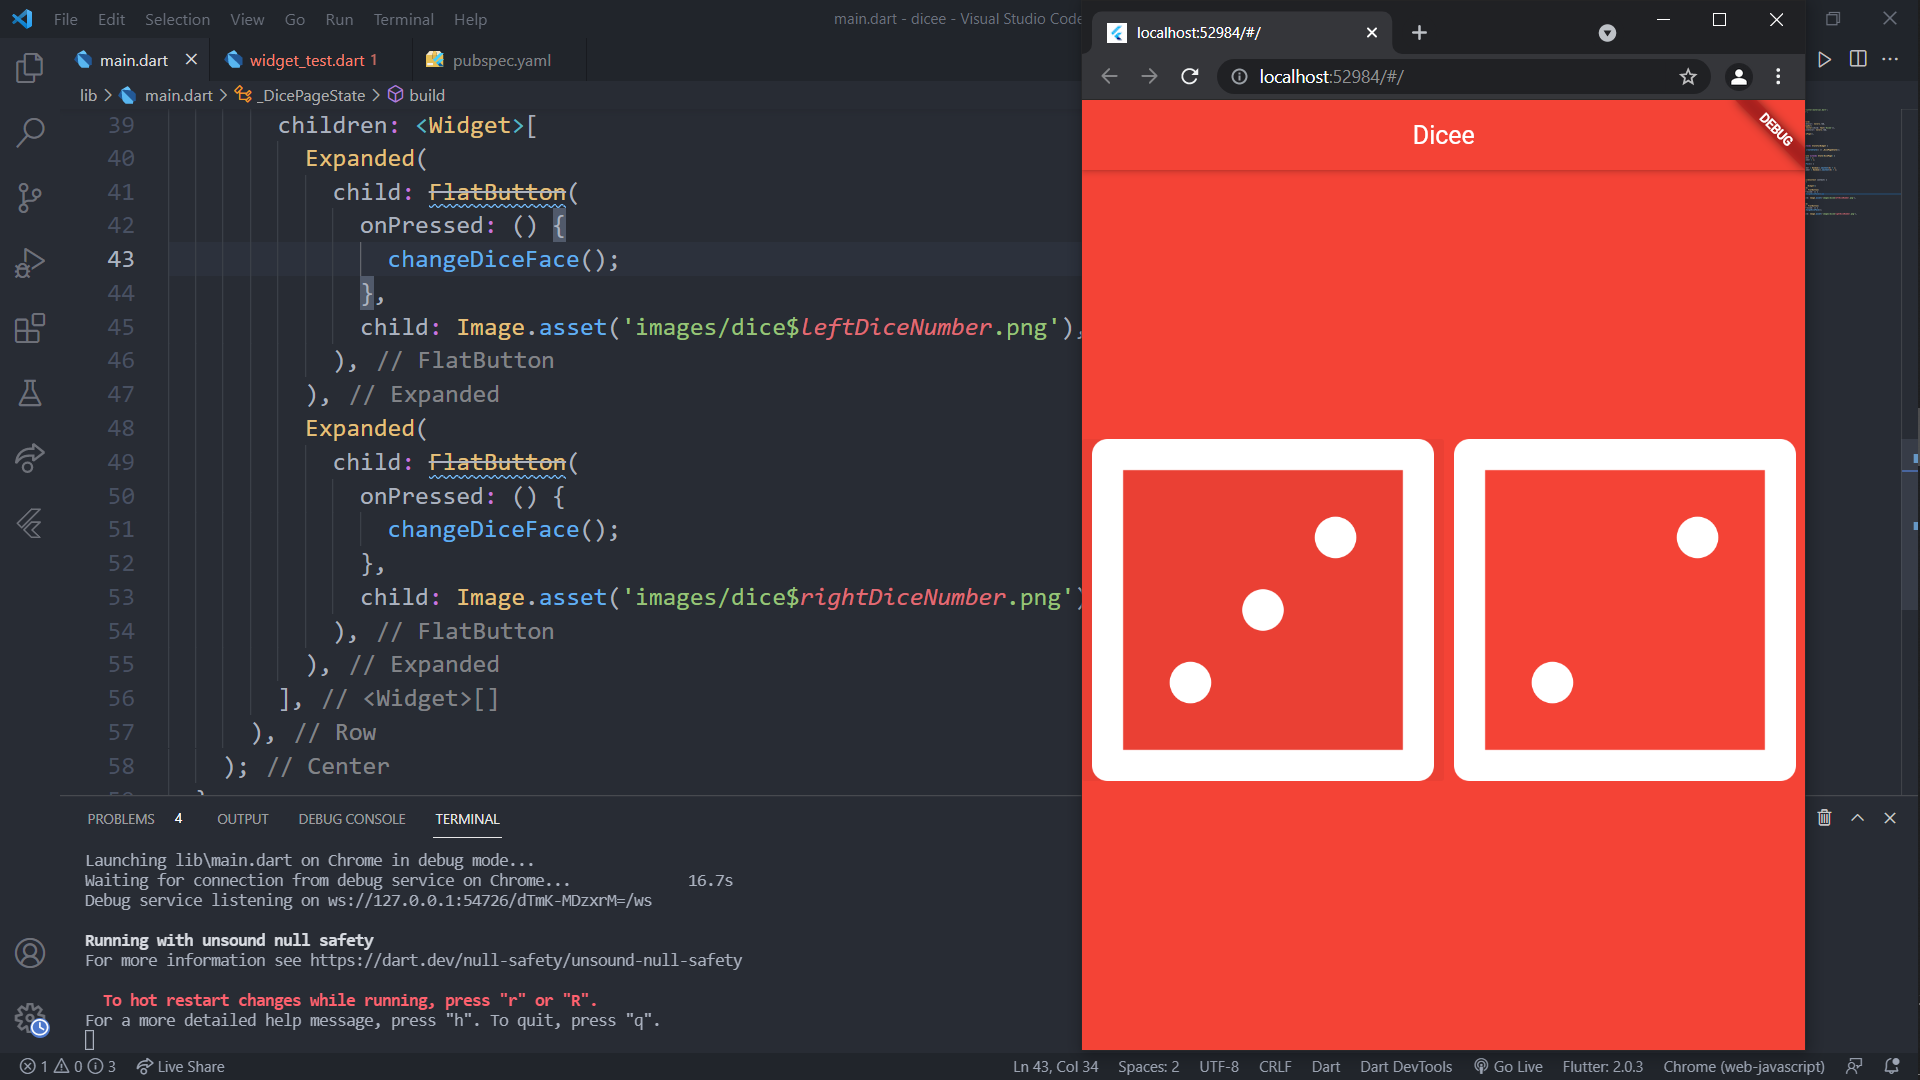 File Edit Selection View Go Run Terminal Help
main.dart - dicee - Visual Studio Code
main.dart
widget_test.dart 1
pubspec.yaml
lib > main.dart > _DicePageState > build
39 children: <Widget>[
40 Expanded(
41 child: FlatButton(
42 onPressed: () {
43 changeDiceFace();
44 },
45 child: Image.asset('images/dice$leftDiceNumber.png'),
46 ), // FlatButton
47 ), // Expanded
48 Expanded(
49 child: FlatButton(
50 onPressed: () {
51 changeDiceFace();
52 },
53 child: Image.asset('images/dice$rightDiceNumber.png')
54 ), // FlatButton
55 ), // Expanded
56 ], // <Widget>[]
57 ), // Row
58 ); // Center
PROBLEMS 4 OUTPUT DEBUG CONSOLE TERMINAL
Launching lib\main.dart on Chrome in debug mode...
Waiting for connection from debug service on Chrome... 16.7s
Debug service listening on ws://127.0.0.1:54726/dTmK-MDzxrM=/ws
Running with unsound null safety
For more information see https://dart.dev/null-safety/unsound-null-safety
To hot restart changes while running, press "r" or "R".
For a more detailed help message, press "h". To quit, press "q".
1 0 3 Live Share
Ln 43, Col 34 Spaces: 2 UTF-8 CRLF Dart Dart DevTools Go Live Flutter: 2.0.3 Chrome (web-javascript)
localhost:52984/#/
localhost:52984/#/
Dicee
DEBUG